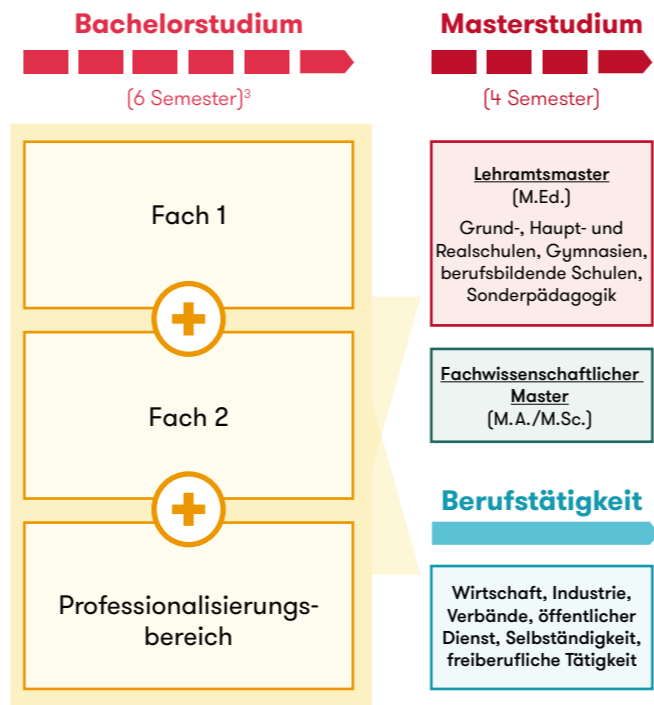 Bachelorstudium
(6 Semester)³
Fach 1
Fach 2
Professionalisierungs-
bereich
Masterstudium
(4 Semester)
Lehramtsmaster
(M.Ed.)
Grund-, Haupt- und
Realschulen, Gymnasien,
berufsbildende Schulen,
Sonderpädagogik
Fachwissenschaftlicher
Master
(M.A./M.Sc.)
Berufstätigkeit
Wirtschaft, Industrie,
Verbände, öffentlicher
Dienst, Selbständigkeit,
freiberufliche Tätigkeit